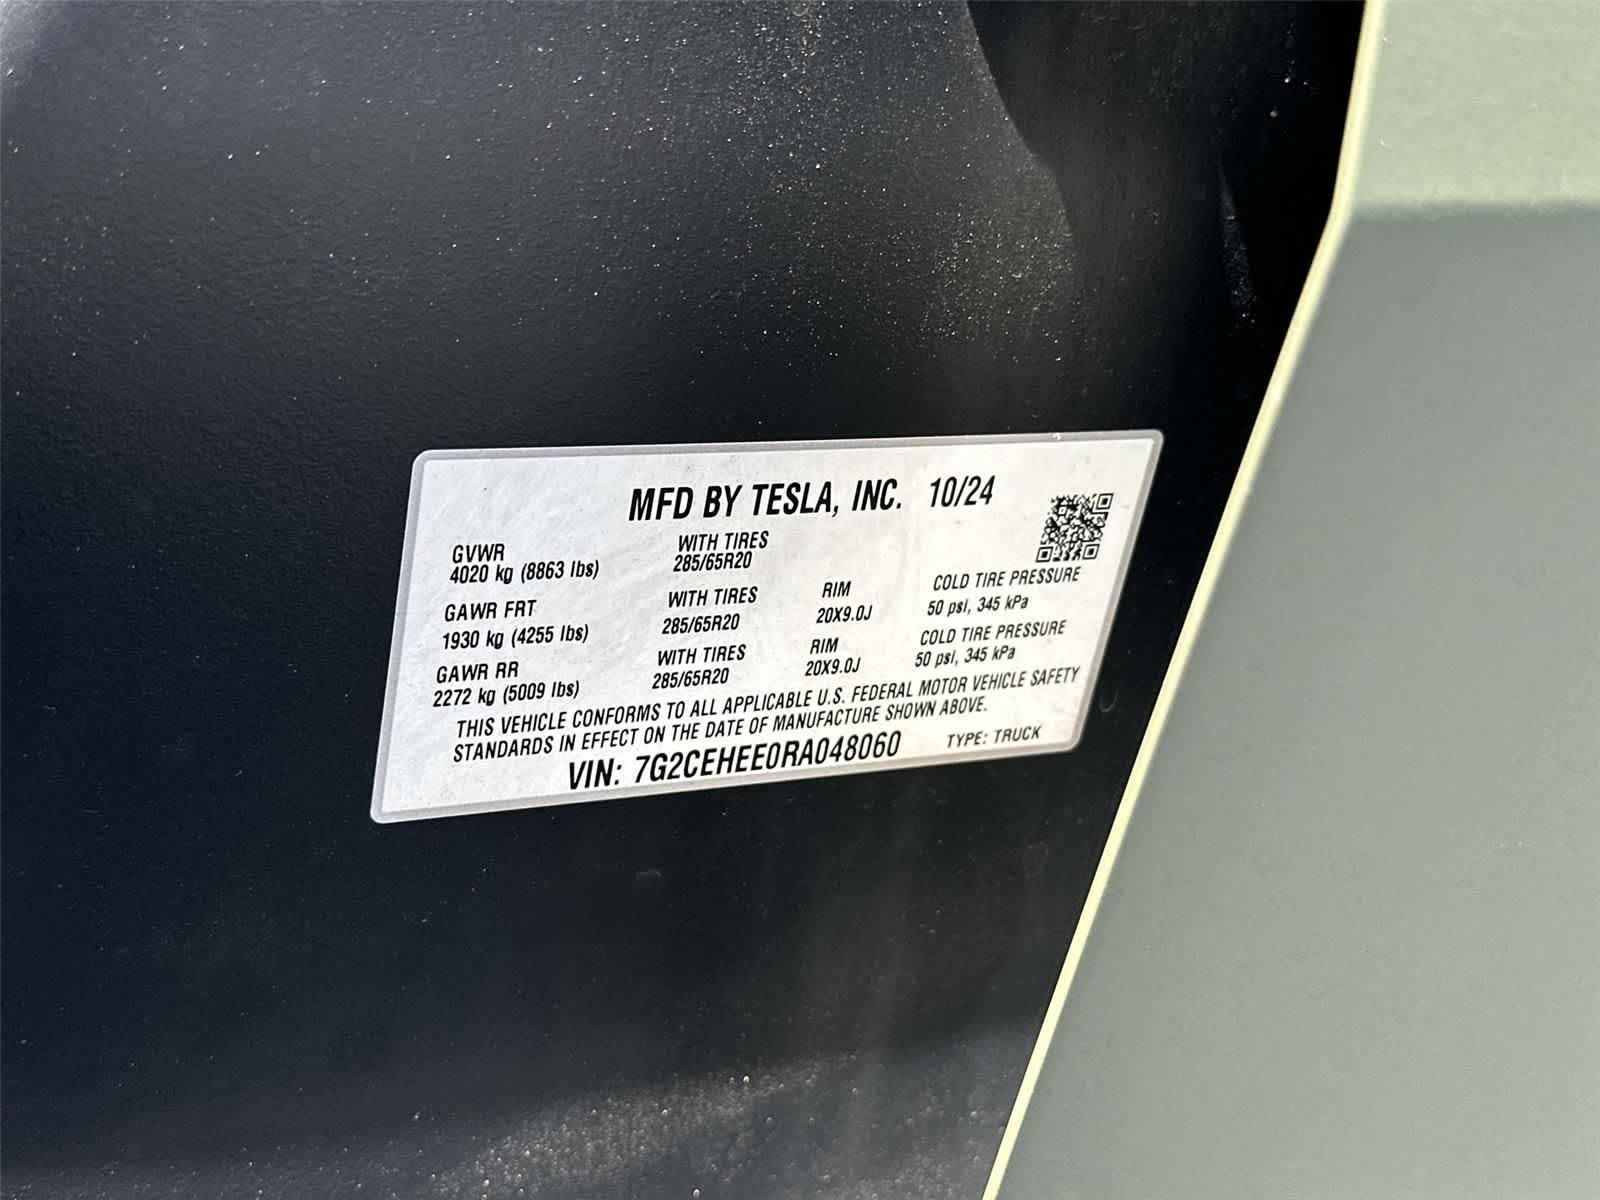 MFD BY TESLA, INC. 10/24
GVWR
4020 kg (8863 lbs)
WITH TIRES
285/65R20
GAWR FRT
1930 kg (4255 lbs)
WITH TIRES
285/65R20
RIM
20X9.0J
COLD TIRE PRESSURE
50 psi, 345 kPa
GAWR RR
2272 kg (5009 lbs)
WITH TIRES
285/65R20
RIM
20X9.0J
COLD TIRE PRESSURE
50 psi, 345 kPa
THIS VEHICLE CONFORMS TO ALL APPLICABLE U.S. FEDERAL MOTOR VEHICLE SAFETY
STANDARDS IN EFFECT ON THE DATE OF MANUFACTURE SHOWN ABOVE.
VIN: 7G2CEHEE0RA048060 TYPE: TRUCK